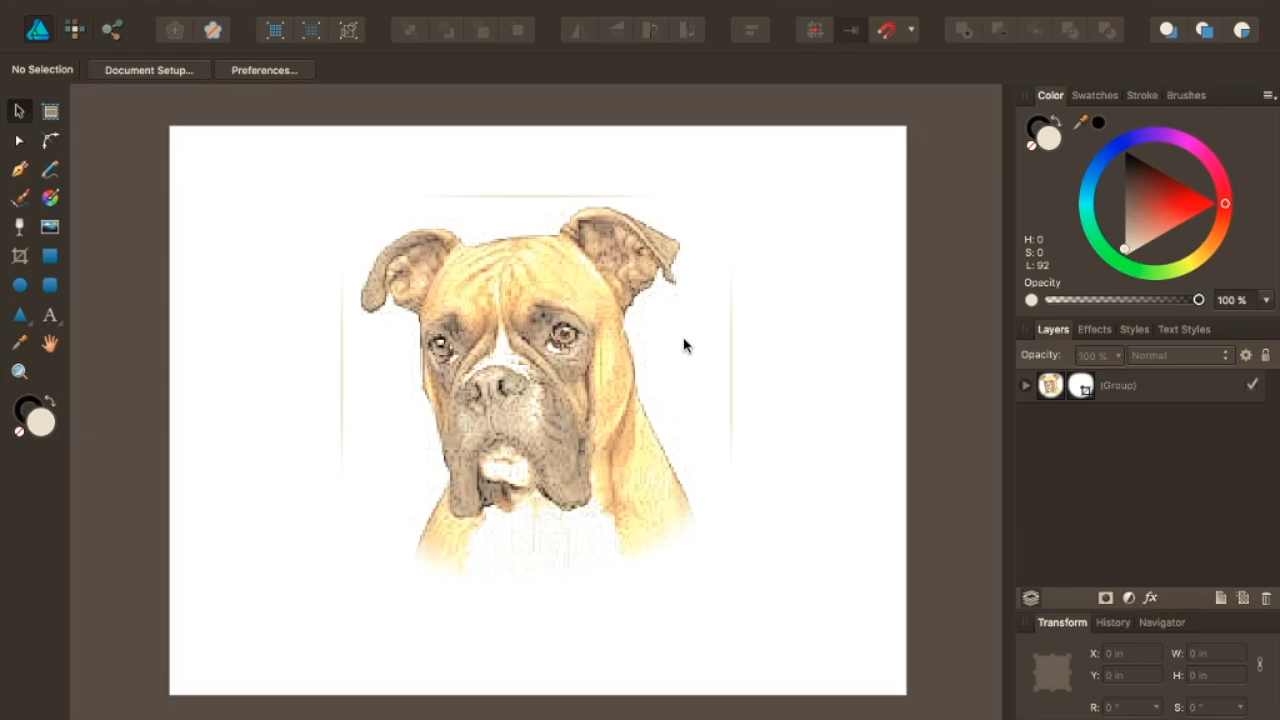 No Selection Document Setup... Preferences...
Color Swatches Stroke Brushes
H: 0
S: 0
L: 92
Opacity
100 %
Layers Effects Styles Text Styles
Opacity: 100 % Normal
(Group)
Transform History Navigator
X: 0 in W: 0 in
Y: 0 in H: 0 in
R: 0 ° S: 0 °